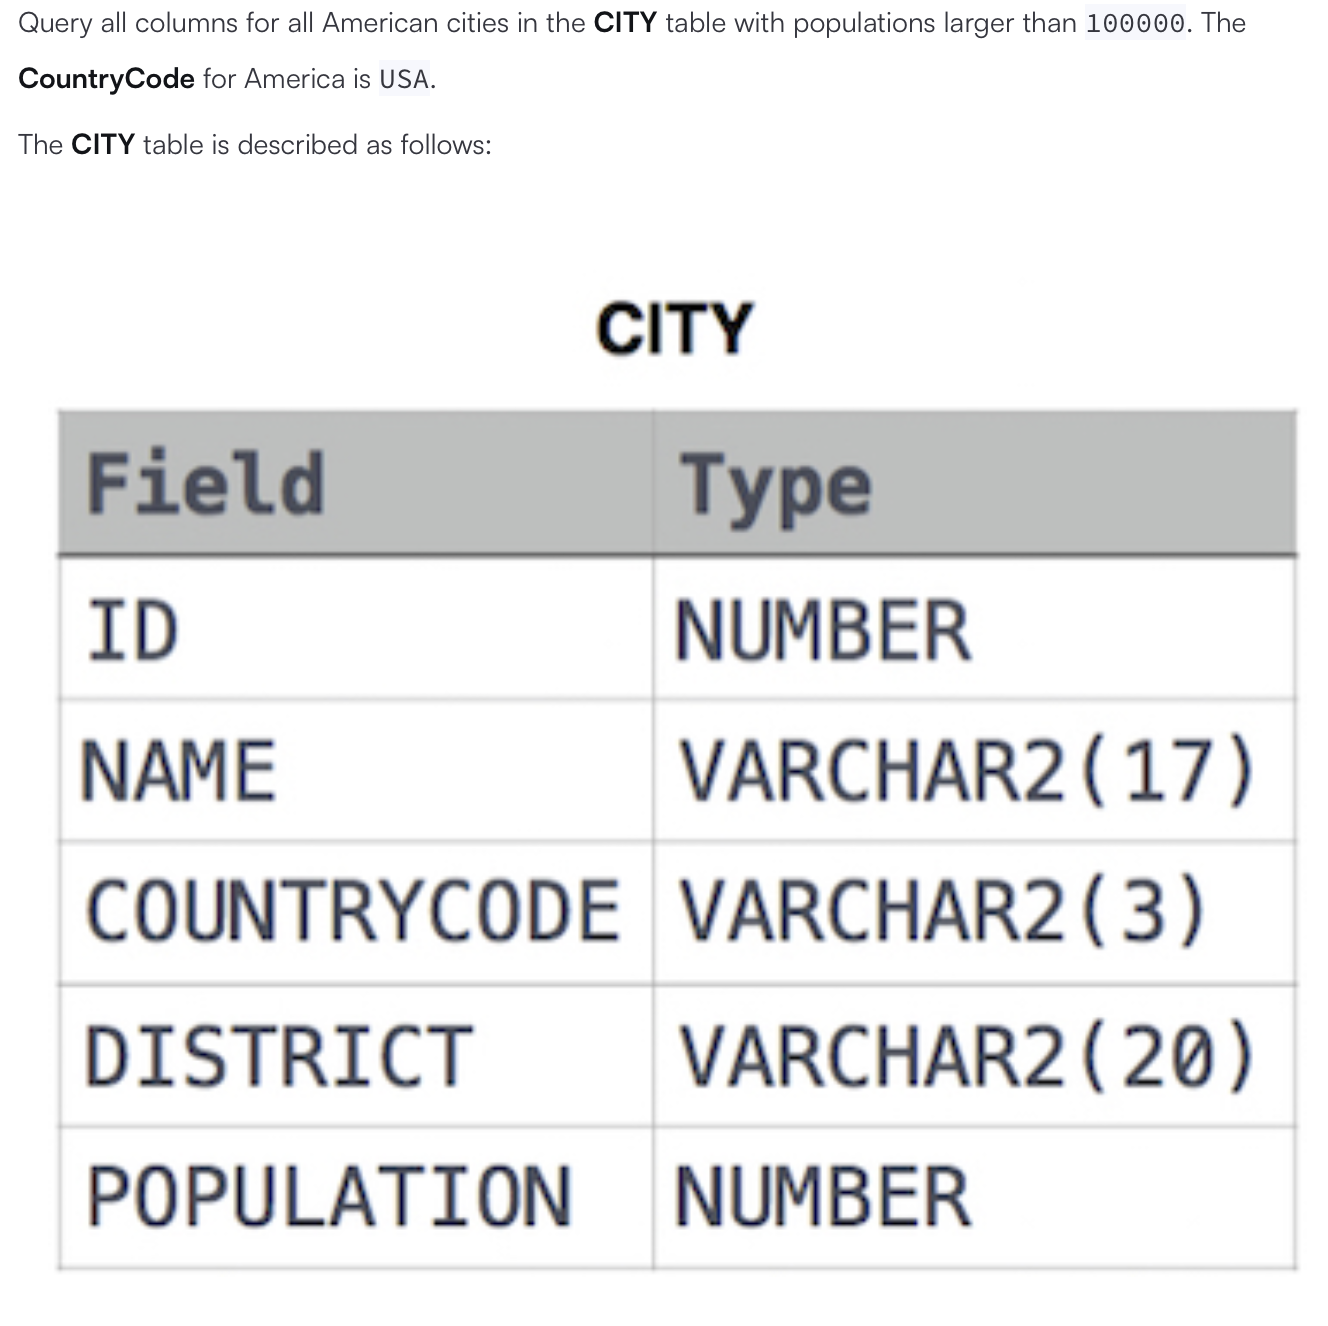 Query all columns for all American cities in the CITY table with populations larger than 100000. The
CountryCode for America is USA.
The CITY table is described as follows:
CITY
Field Type
ID NUMBER
NAME VARCHAR2(17)
COUNTRYCODE VARCHAR2(3)
DISTRICT VARCHAR2(20)
POPULATION NUMBER